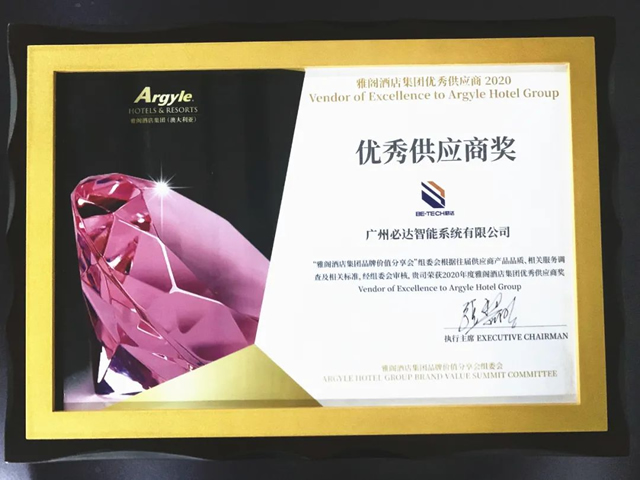 Argyle
HOTELS & RESORTS
雅阁酒店集团（澳大利亚）
雅阁酒店集团优秀供应商 2020
Vendor of Excellence to Argyle Hotel Group
优秀供应商奖
BE-TECH必达
广州必达智能系统有限公司
“雅阁酒店集团品牌价值分享会”组委会根据往届供应商产品品质、相关服务调
查及相关标准，经组委会审核，贵司荣获2020年度雅阁酒店集团优秀供应商奖
Vendor of Excellence to Argyle Hotel Group
执行主席 EXECUTIVE CHAIRMAN
雅阁酒店集团品牌价值分享会组委会
ARGYLE HOTEL GROUP BRAND VALUE SUMMIT COMMITTEE